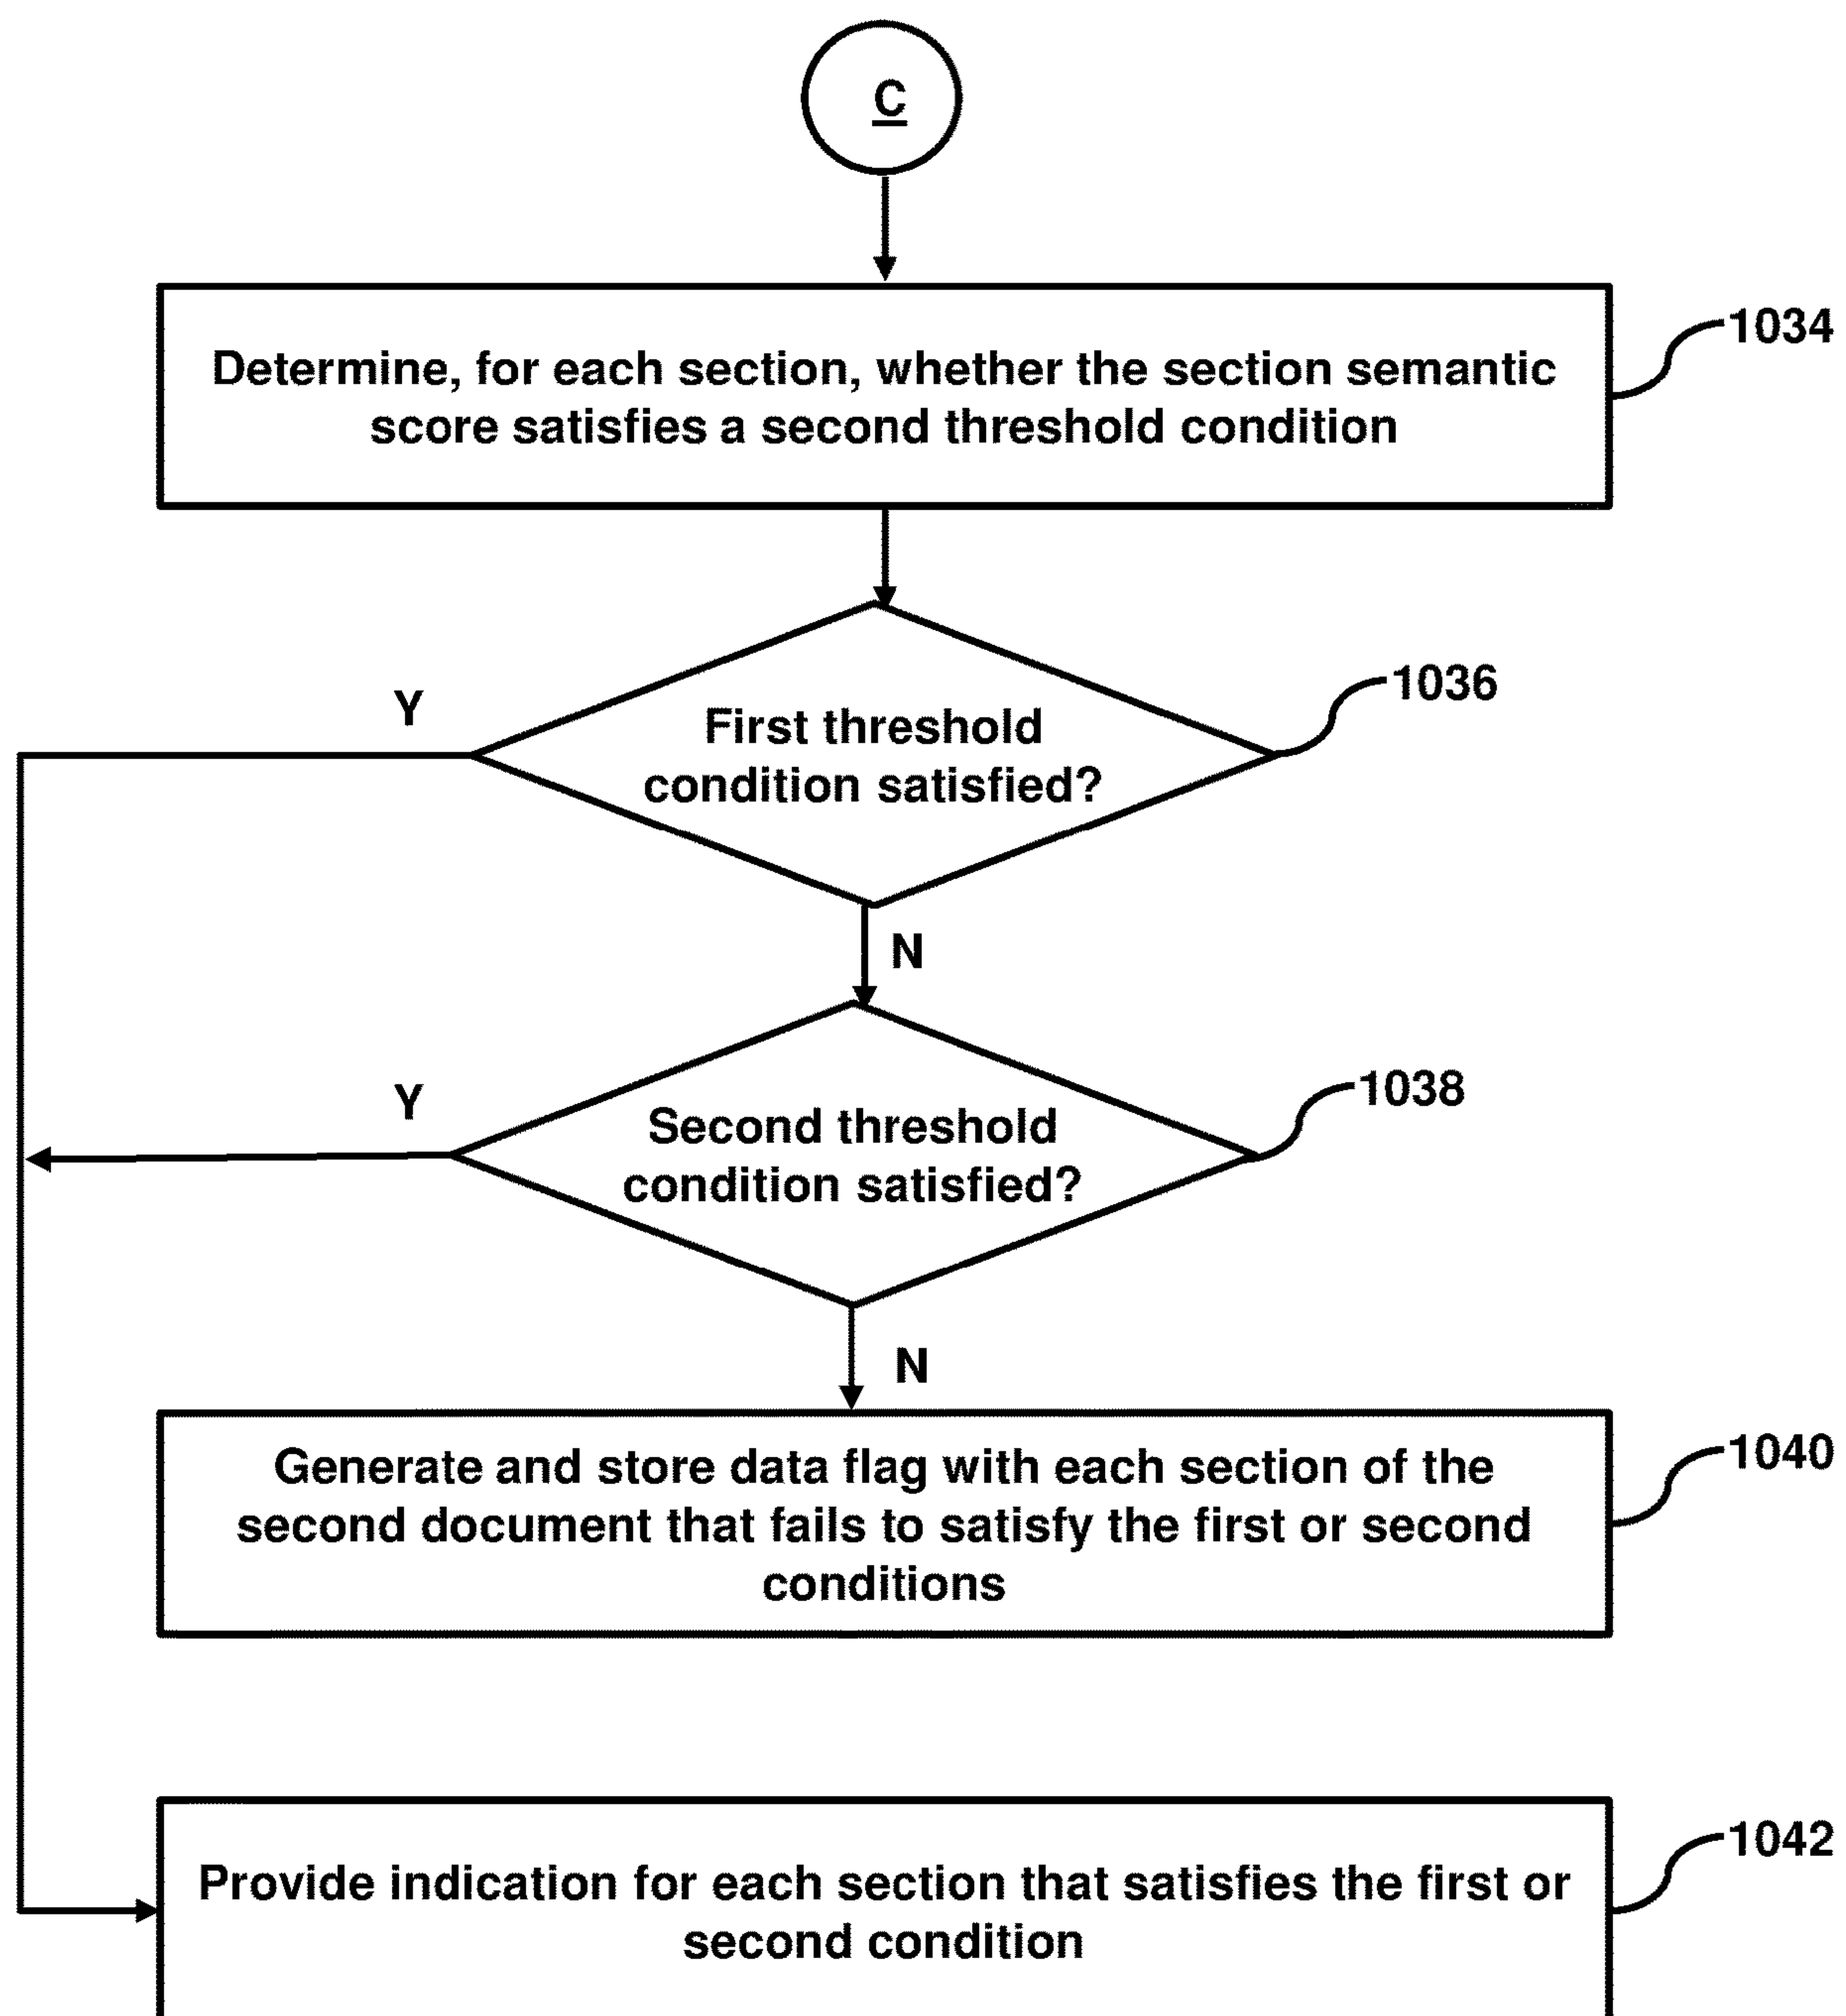 C
Determine, for each section, whether the section semantic
score satisfies a second threshold condition
1034
Y
First threshold
condition satisfied?
1036
N
Y
Second threshold
condition satisfied?
1038
N
Generate and store data flag with each section of the
second document that fails to satisfy the first or second
conditions
1040
Provide indication for each section that satisfies the first or
second condition
1042